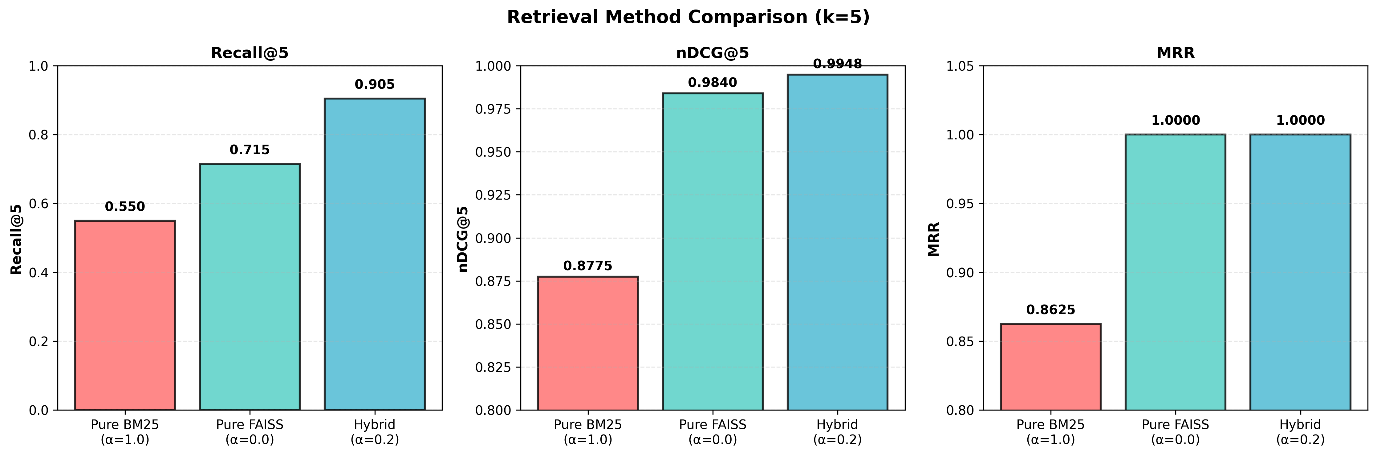 Retrieval Method Comparison (k=5)
Recall@5
1.0
0.8
0.6
0.4
0.2
0.0
Recall@5
0.550
0.715
0.905
Pure BM25
(α=1.0)
Pure FAISS
(α=0.0)
Hybrid
(α=0.2)
nDCG@5
1.000
0.975
0.950
0.925
0.900
0.875
0.850
0.825
0.800
nDCG@5
0.8775
0.9840
0.9948
Pure BM25
(α=1.0)
Pure FAISS
(α=0.0)
Hybrid
(α=0.2)
MRR
1.05
1.00
0.95
0.90
0.85
0.80
MRR
0.8625
1.0000
1.0000
Pure BM25
(α=1.0)
Pure FAISS
(α=0.0)
Hybrid
(α=0.2)